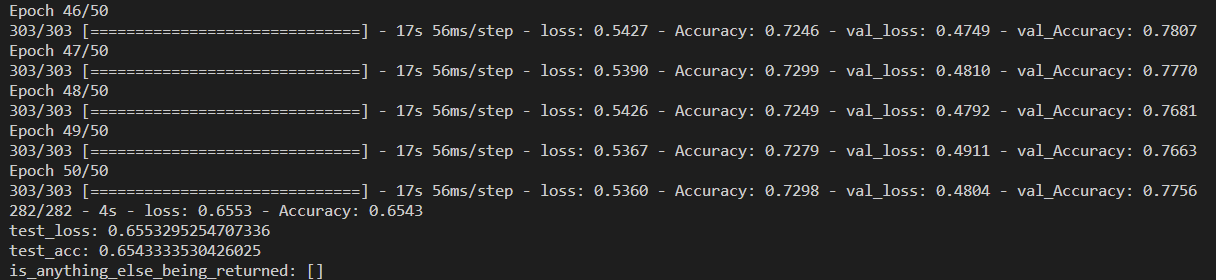 Epoch 46/50
303/303 [==============================] - 17s 56ms/step - loss: 0.5427 - Accuracy: 0.7246 - val_loss: 0.4749 - val_Accuracy: 0.7807
Epoch 47/50
303/303 [==============================] - 17s 56ms/step - loss: 0.5390 - Accuracy: 0.7299 - val_loss: 0.4810 - val_Accuracy: 0.7770
Epoch 48/50
303/303 [==============================] - 17s 56ms/step - loss: 0.5426 - Accuracy: 0.7249 - val_loss: 0.4792 - val_Accuracy: 0.7681
Epoch 49/50
303/303 [==============================] - 17s 56ms/step - loss: 0.5367 - Accuracy: 0.7279 - val_loss: 0.4911 - val_Accuracy: 0.7663
Epoch 50/50
303/303 [==============================] - 17s 56ms/step - loss: 0.5360 - Accuracy: 0.7298 - val_loss: 0.4804 - val_Accuracy: 0.7756
282/282 - 4s - loss: 0.6553 - Accuracy: 0.6543
test_loss: 0.6553295254707336
test_acc: 0.6543333530426025
is_anything_else_being_returned: []